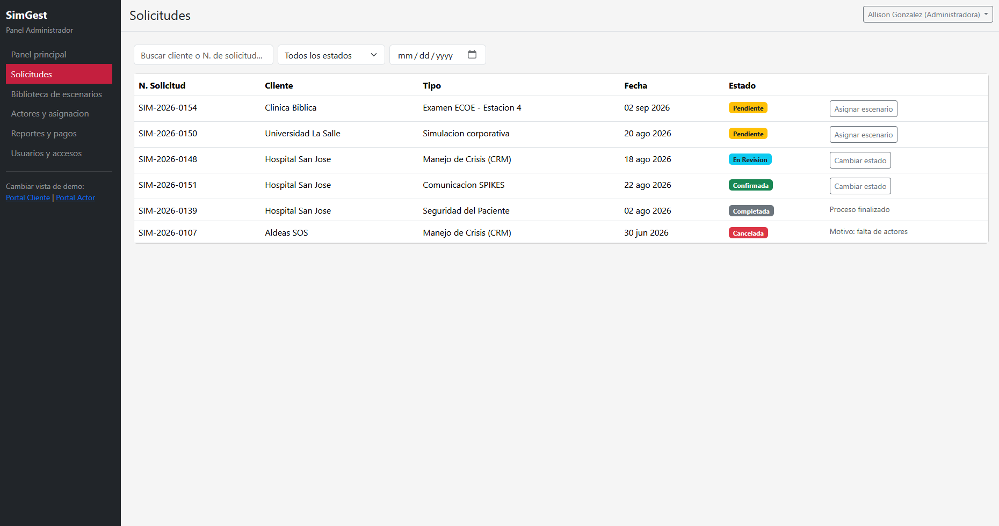 SimGest
Panel Administrador
Panel principal
Solicitudes
Biblioteca de escenarios
Actores y asignacion
Reportes y pagos
Usuarios y accesos
Cambiar vista de demo:
Portal Cliente | Portal Actor
Solicitudes
Allison Gonzalez (Administradora)
Buscar cliente o N. de solicitud... Todos los estados mm/dd/yyyy
N. Solicitud Cliente Tipo Fecha Estado
SIM-2026-0154 Clinica Biblica Examen ECOE - Estacion 4 02 sep 2026 Pendiente Asignar escenario
SIM-2026-0150 Universidad La Salle Simulacion corporativa 20 ago 2026 Pendiente Asignar escenario
SIM-2026-0148 Hospital San Jose Manejo de Crisis (CRM) 18 ago 2026 En Revision Cambiar estado
SIM-2026-0151 Hospital San Jose Comunicacion SPIKES 22 ago 2026 Confirmada Cambiar estado
SIM-2026-0139 Hospital San Jose Seguridad del Paciente 02 ago 2026 Completada Proceso finalizado
SIM-2026-0107 Aldeas SOS Manejo de Crisis (CRM) 30 jun 2026 Cancelada Motivo: falta de actores